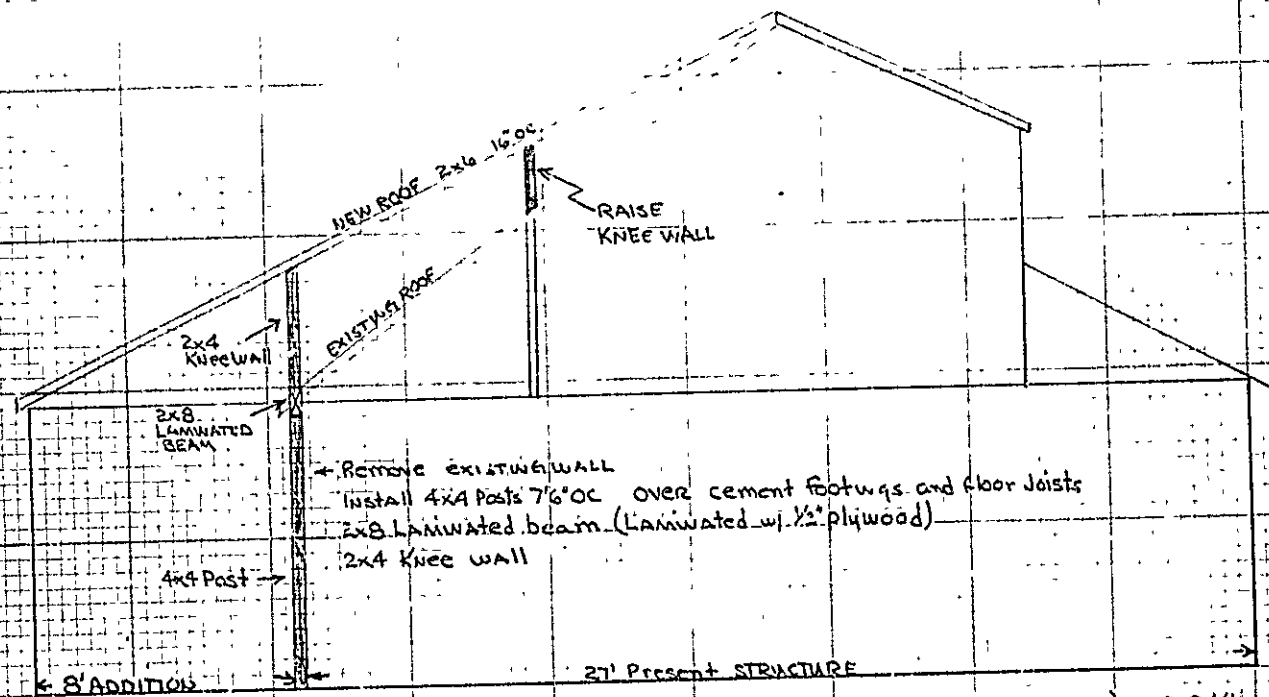 NEW ROOF 2x6 16"OC
RAISE
KNEE WALL
EXISTING ROOF
2x4
KNEE WALL
2x8
LAMINATED
BEAM
Remove EXISTING WALL
Install 4x4 Posts 7'6"OC over cement footings and floor Joists
2x8 LAMINATED beam (LAMINATED w/ 1/2" plywood)
2x4 Knee wall
4x4 Post
8' ADDITION
27' Present STRUCTURE